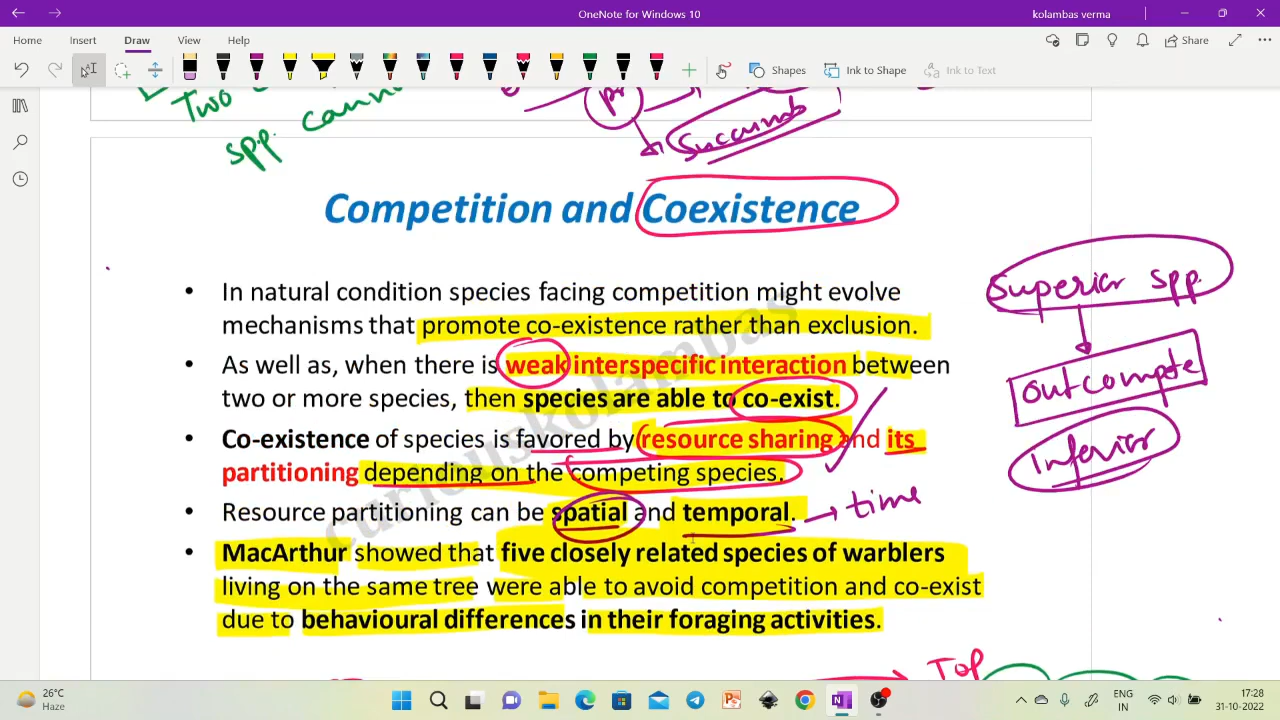 OneNote for Windows 10
kolambas verma
Home Insert Draw View Help
Share
Shapes
Ink to Shape
Ink to Text
Two
spp.
Succumb
Competition and Coexistence
• In natural condition species facing competition might evolve
mechanisms that promote co-existence rather than exclusion.
• As well as, when there is weak interspecific interaction between
two or more species, then species are able to co-exist.
• Co-existence of species is favored by resource sharing and its
partitioning depending on the competing species.
• Resource partitioning can be spatial and temporal.
→ time
• MacArthur showed that five closely related species of warblers
living on the same tree were able to avoid competition and co-exist
due to behavioural differences in their foraging activities.
Superior spp.
Outcompte
Inferior
Top
curiouskolambas
26°C
Haze
ENG
IN
17:28
31-10-2022